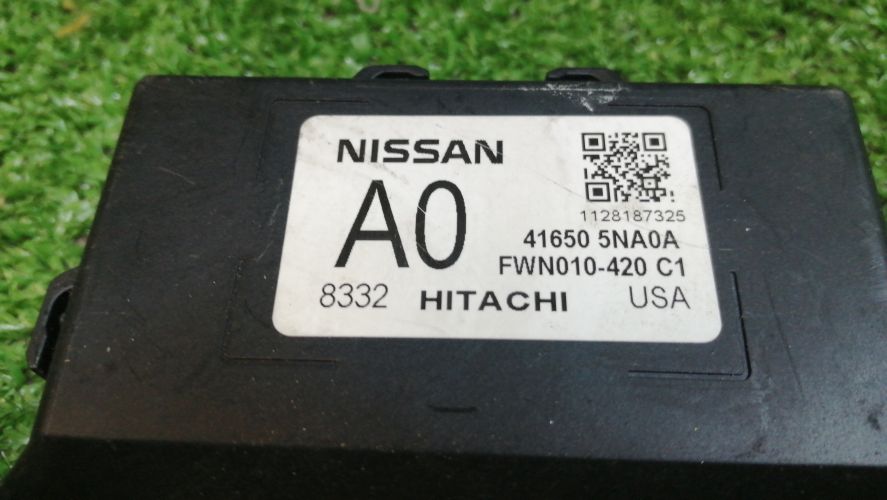 NISSAN
A0
1128187325
41650 5NA0A
FWN010-420 C1
8332 HITACHI USA